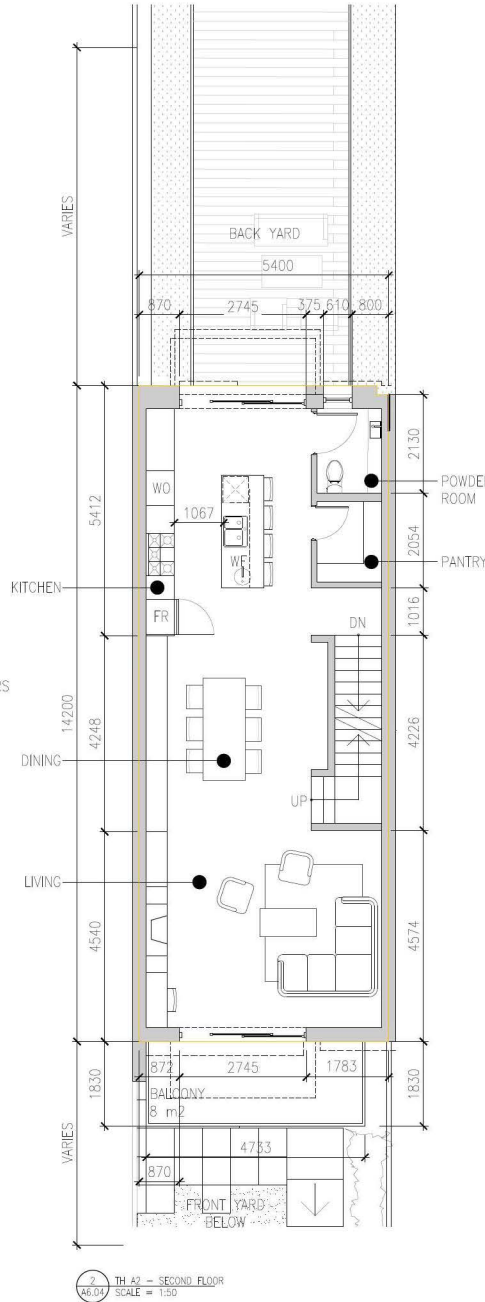 VARIES
BACK YARD
5400
870
2745
375
610
800
2130
5412
WO
1067
POWDER
ROOM
2054
WE
PANTRY
KITCHEN
FR
1016
DN
RS
14200
4248
4226
DINING
UP
LIVING
4540
4574
872
2745
1783
1830
1830
BALCONY
8 m2
VARIES
4733
870
FRONT YARD
BELOW
2
A6.04
TH A2 – SECOND FLOOR
SCALE = 1:50